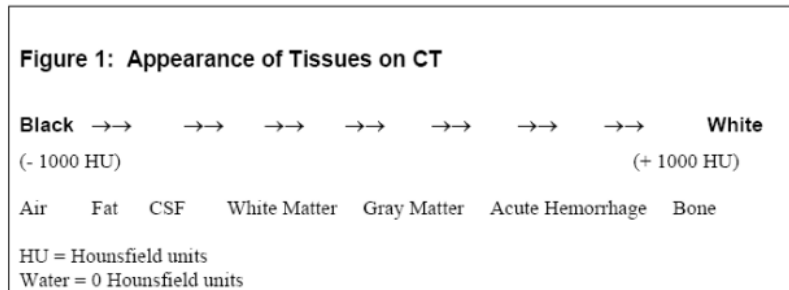 Figure 1: Appearance of Tissues on CT
Black →→ →→ →→ →→ →→ →→ →→ White
(- 1000 HU) (+ 1000 HU)
Air Fat CSF White Matter Gray Matter Acute Hemorrhage Bone
HU = Hounsfield units
Water = 0 Hounsfield units